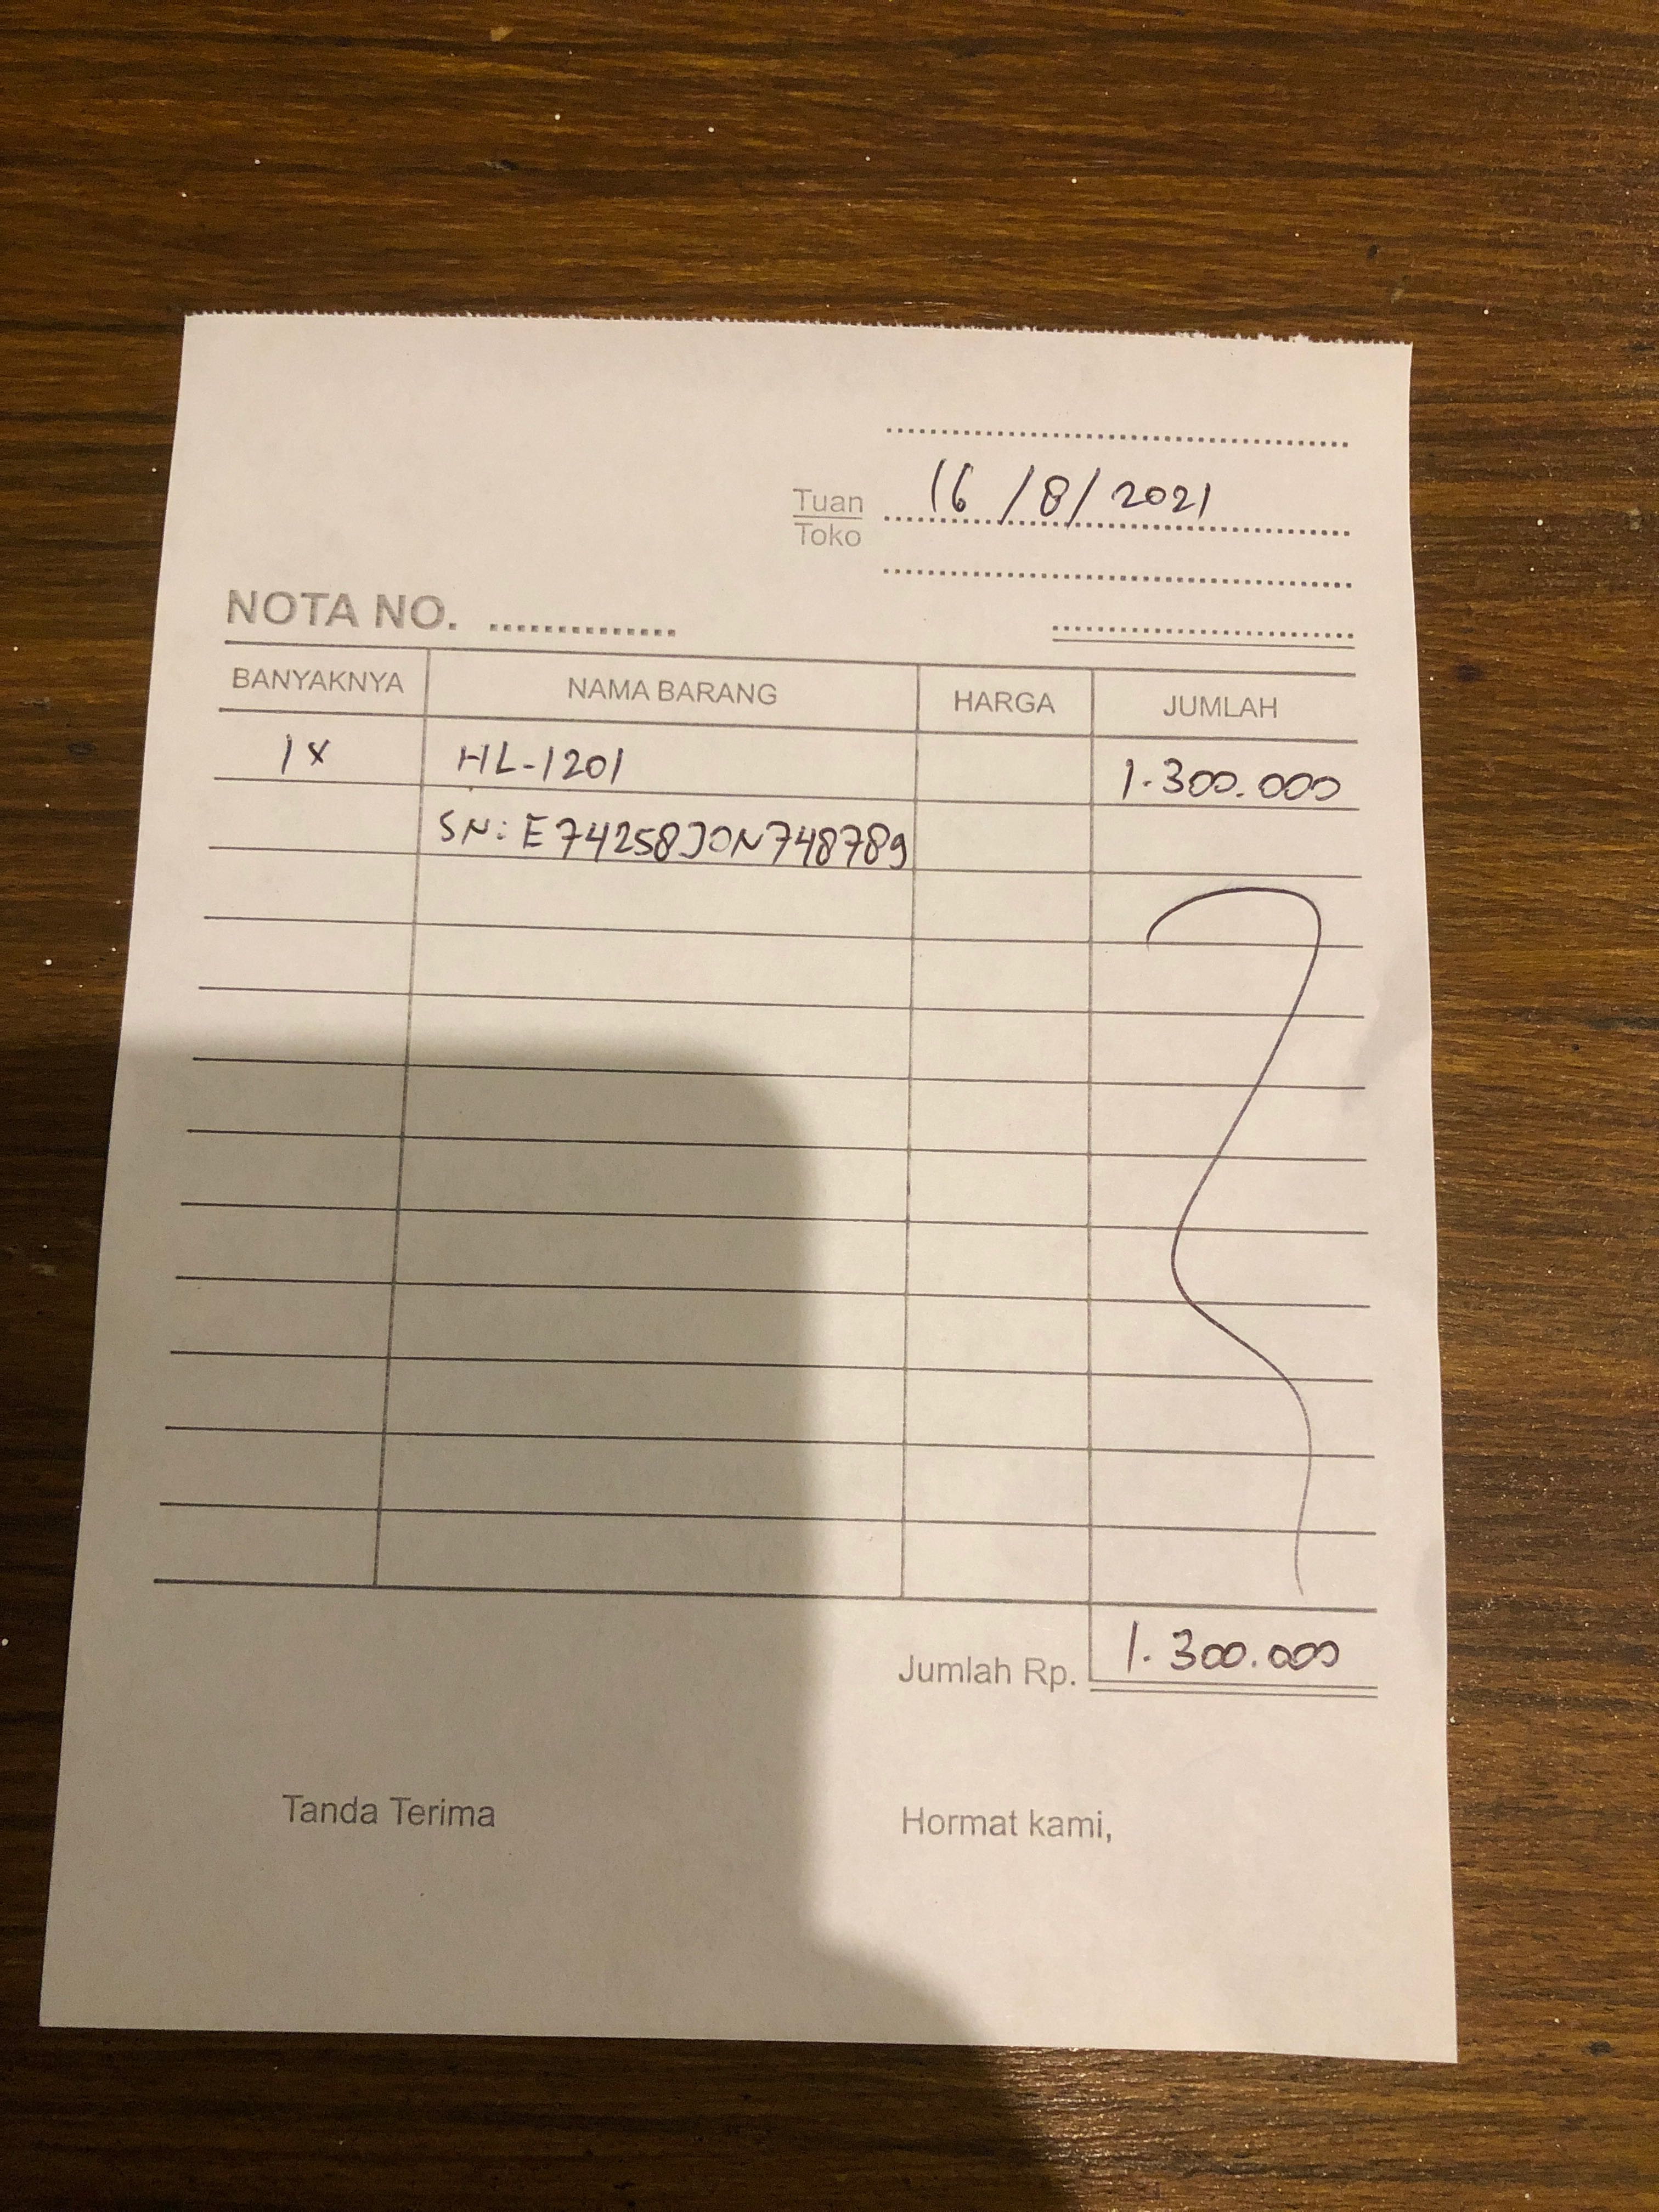 Tuan
Toko
16/8/2021
NOTA NO.
BANYAKNYA NAMA BARANG HARGA JUMLAH
1x HL-1201 1.300.000
SN: E74258J0N748789
Jumlah Rp. 1.300.000
Tanda Terima Hormat kami,